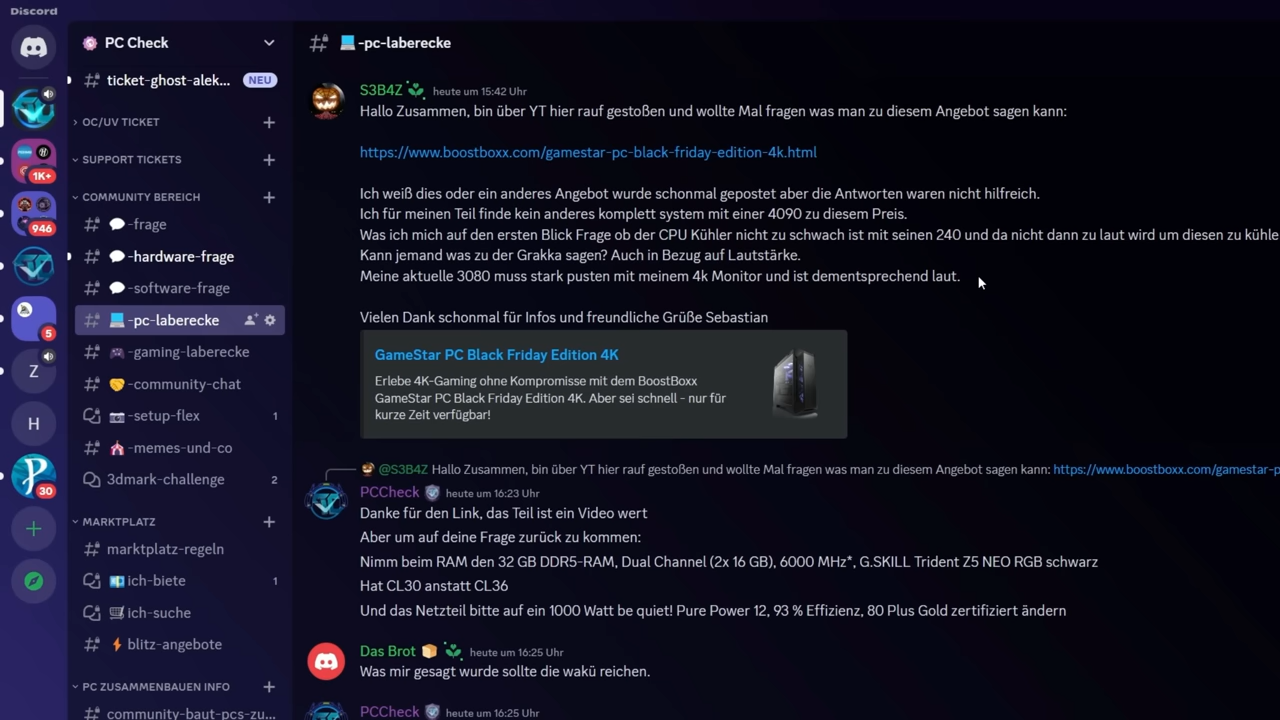 Discord
PC Check
-pc-laberecke
ticket-ghost-alek...
NEU
OC/UV TICKET
SUPPORT TICKETS
COMMUNITY BEREICH
-frage
-hardware-frage
-software-frage
-pc-laberecke
-gaming-laberecke
-community-chat
-setup-flex
1
-memes-und-co
3dmark-challenge
2
MARKTPLATZ
marktplatz-regeln
ich-biete
1
ich-suche
blitz-angebote
PC ZUSAMMENBAUEN INFO
community-baut-pcs-zu...
1K+
946
5
Z
H
30
S3B4Z heute um 15:42 Uhr
Hallo Zusammen, bin über YT hier rauf gestoßen und wollte Mal fragen was man zu diesem Angebot sagen kann:
https://www.boostboxx.com/gamestar-pc-black-friday-edition-4k.html
Ich weiß dies oder ein anderes Angebot wurde schonmal gepostet aber die Antworten waren nicht hilfreich.
Ich für meinen Teil finde kein anderes komplett system mit einer 4090 zu diesem Preis.
Was ich mich auf den ersten Blick Frage ob der CPU Kühler nicht zu schwach ist mit seinen 240 und da nicht dann zu laut wird um diesen zu kühle
Kann jemand was zu der Grakka sagen? Auch in Bezug auf Lautstärke.
Meine aktuelle 3080 muss stark pusten mit meinem 4k Monitor und ist dementsprechend laut.
Vielen Dank schonmal für Infos und freundliche Grüße Sebastian
GameStar PC Black Friday Edition 4K
Erlebe 4K-Gaming ohne Kompromisse mit dem BoostBoxx
GameStar PC Black Friday Edition 4K. Aber sei schnell - nur für
kurze Zeit verfügbar!
@S3B4Z Hallo Zusammen, bin über YT hier rauf gestoßen und wollte Mal fragen was man zu diesem Angebot sagen kann: https://www.boostboxx.com/gamestar-p
PCCheck heute um 16:23 Uhr
Danke für den Link, das Teil ist ein Video wert
Aber um auf deine Frage zurück zu kommen:
Nimm beim RAM den 32 GB DDR5-RAM, Dual Channel (2x 16 GB), 6000 MHz*, G.SKILL Trident Z5 NEO RGB schwarz
Hat CL30 anstatt CL36
Und das Netzteil bitte auf ein 1000 Watt be quiet! Pure Power 12, 93 % Effizienz, 80 Plus Gold zertifiziert ändern
Das Brot heute um 16:25 Uhr
Was mir gesagt wurde sollte die wakü reichen.
PCCheck heute um 16:25 Uhr